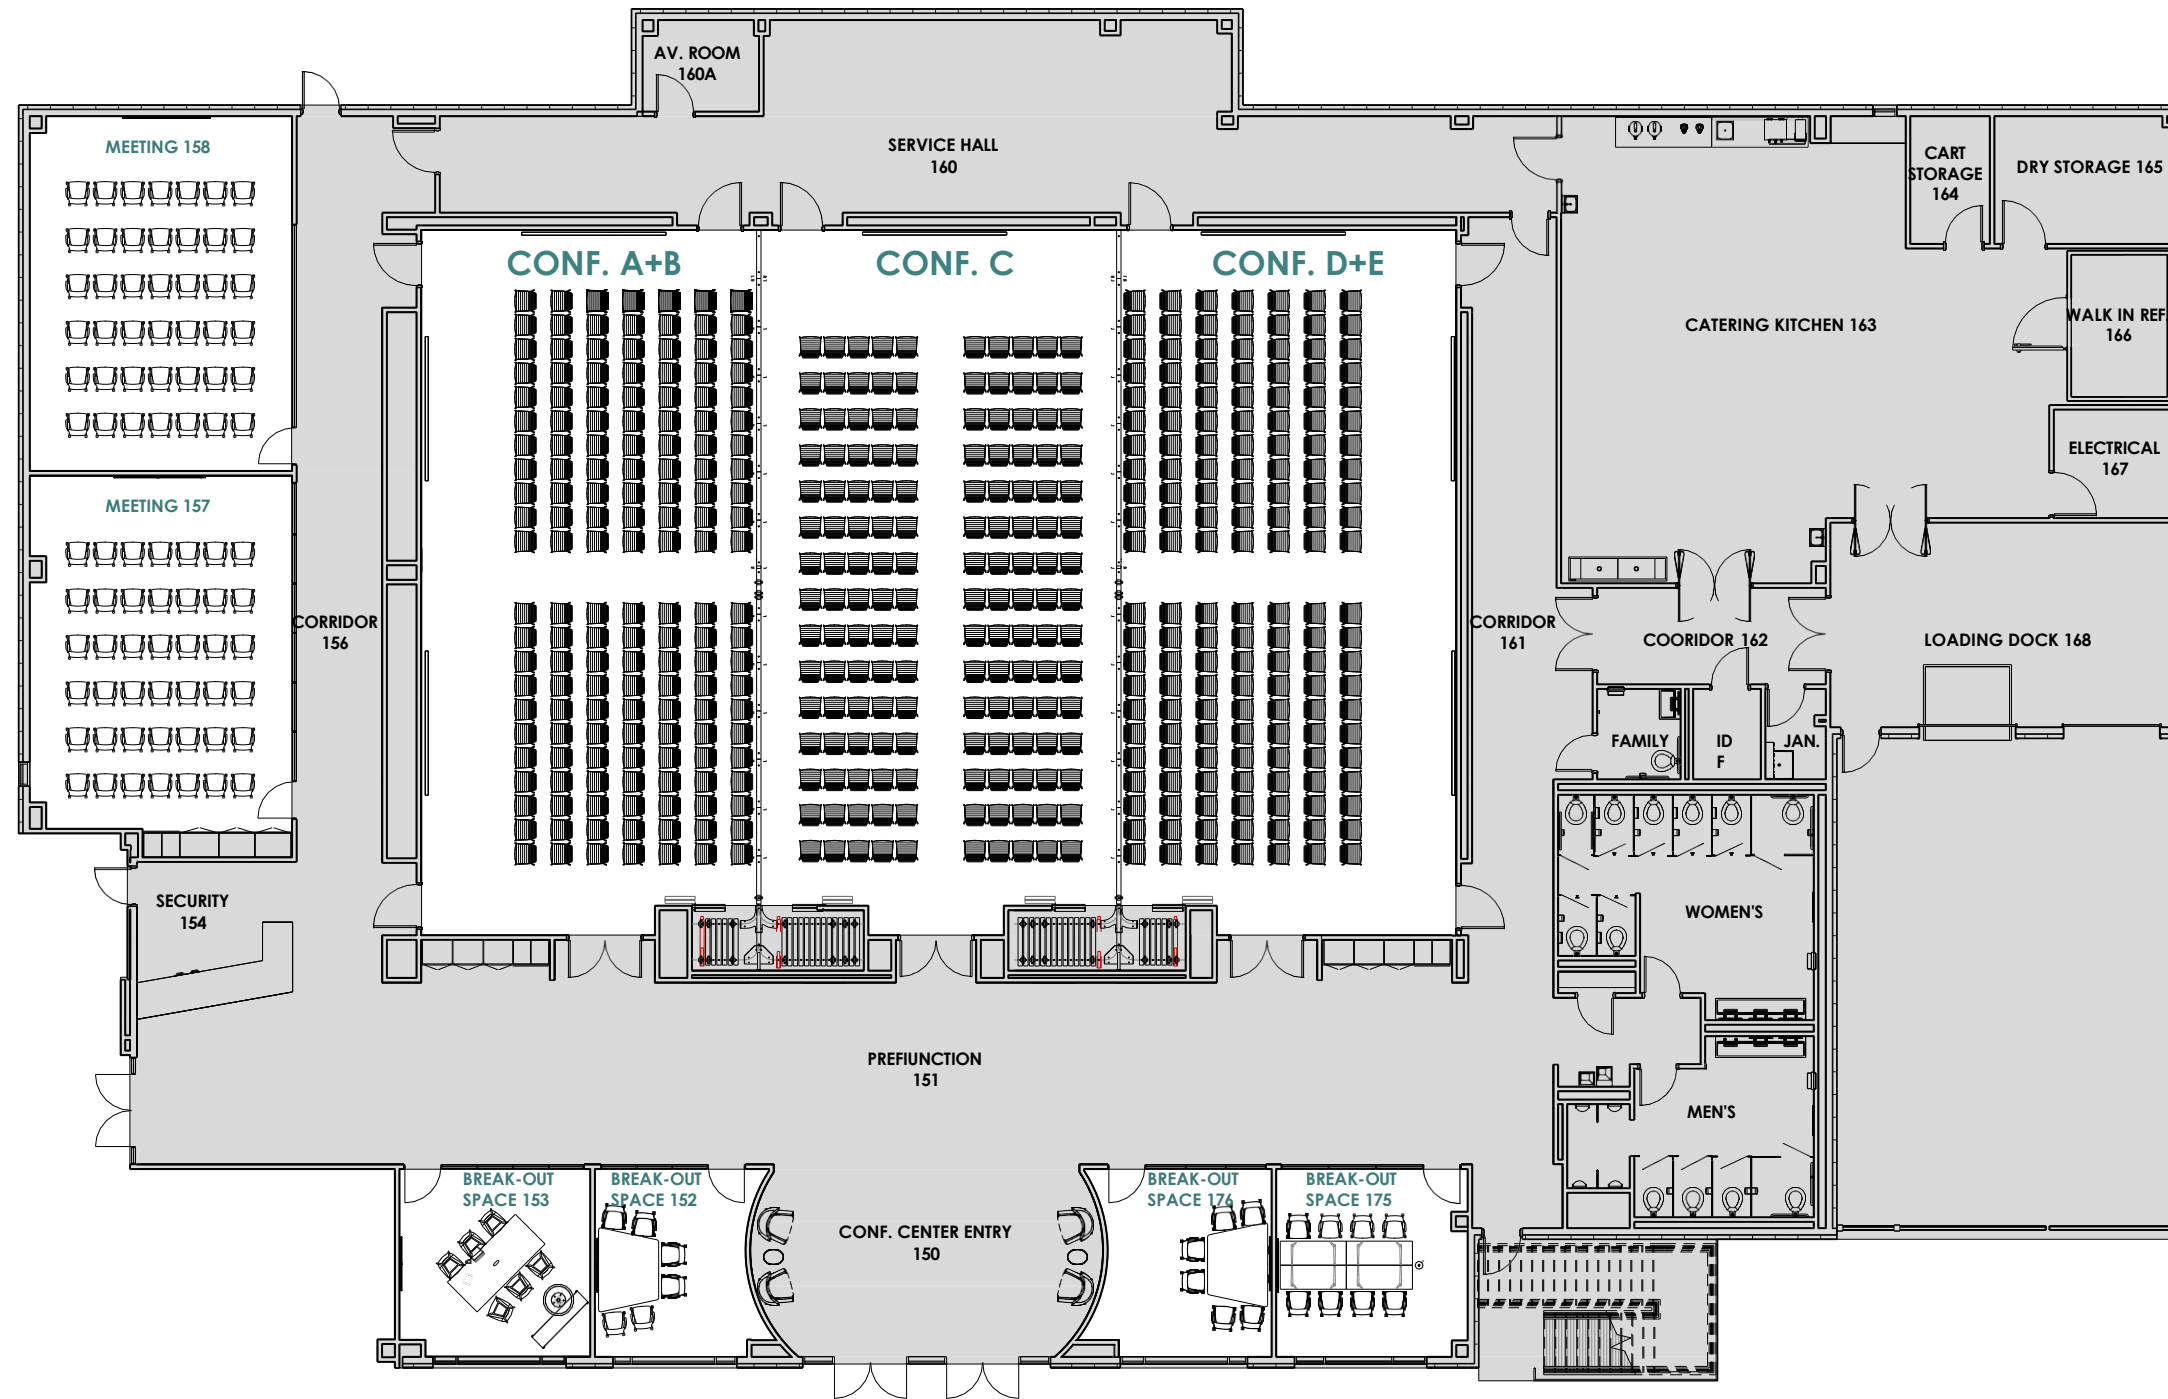 AV. ROOM
160A
MEETING 158
SERVICE HALL
160
CART
STORAGE
164
DRY STORAGE 165
CONF. A+B
CONF. C
CONF. D+E
CATERING KITCHEN 163
WALK IN REF.
166
ELECTRICAL
167
MEETING 157
CORRIDOR
156
CORRIDOR
161
COORIDOR 162
LOADING DOCK 168
FAMILY
ID
F
JAN.
SECURITY
154
WOMEN'S
PREFIUNCTION
151
MEN'S
BREAK-OUT
SPACE 153
BREAK-OUT
SPACE 152
BREAK-OUT
SPACE 176
BREAK-OUT
SPACE 175
CONF. CENTER ENTRY
150